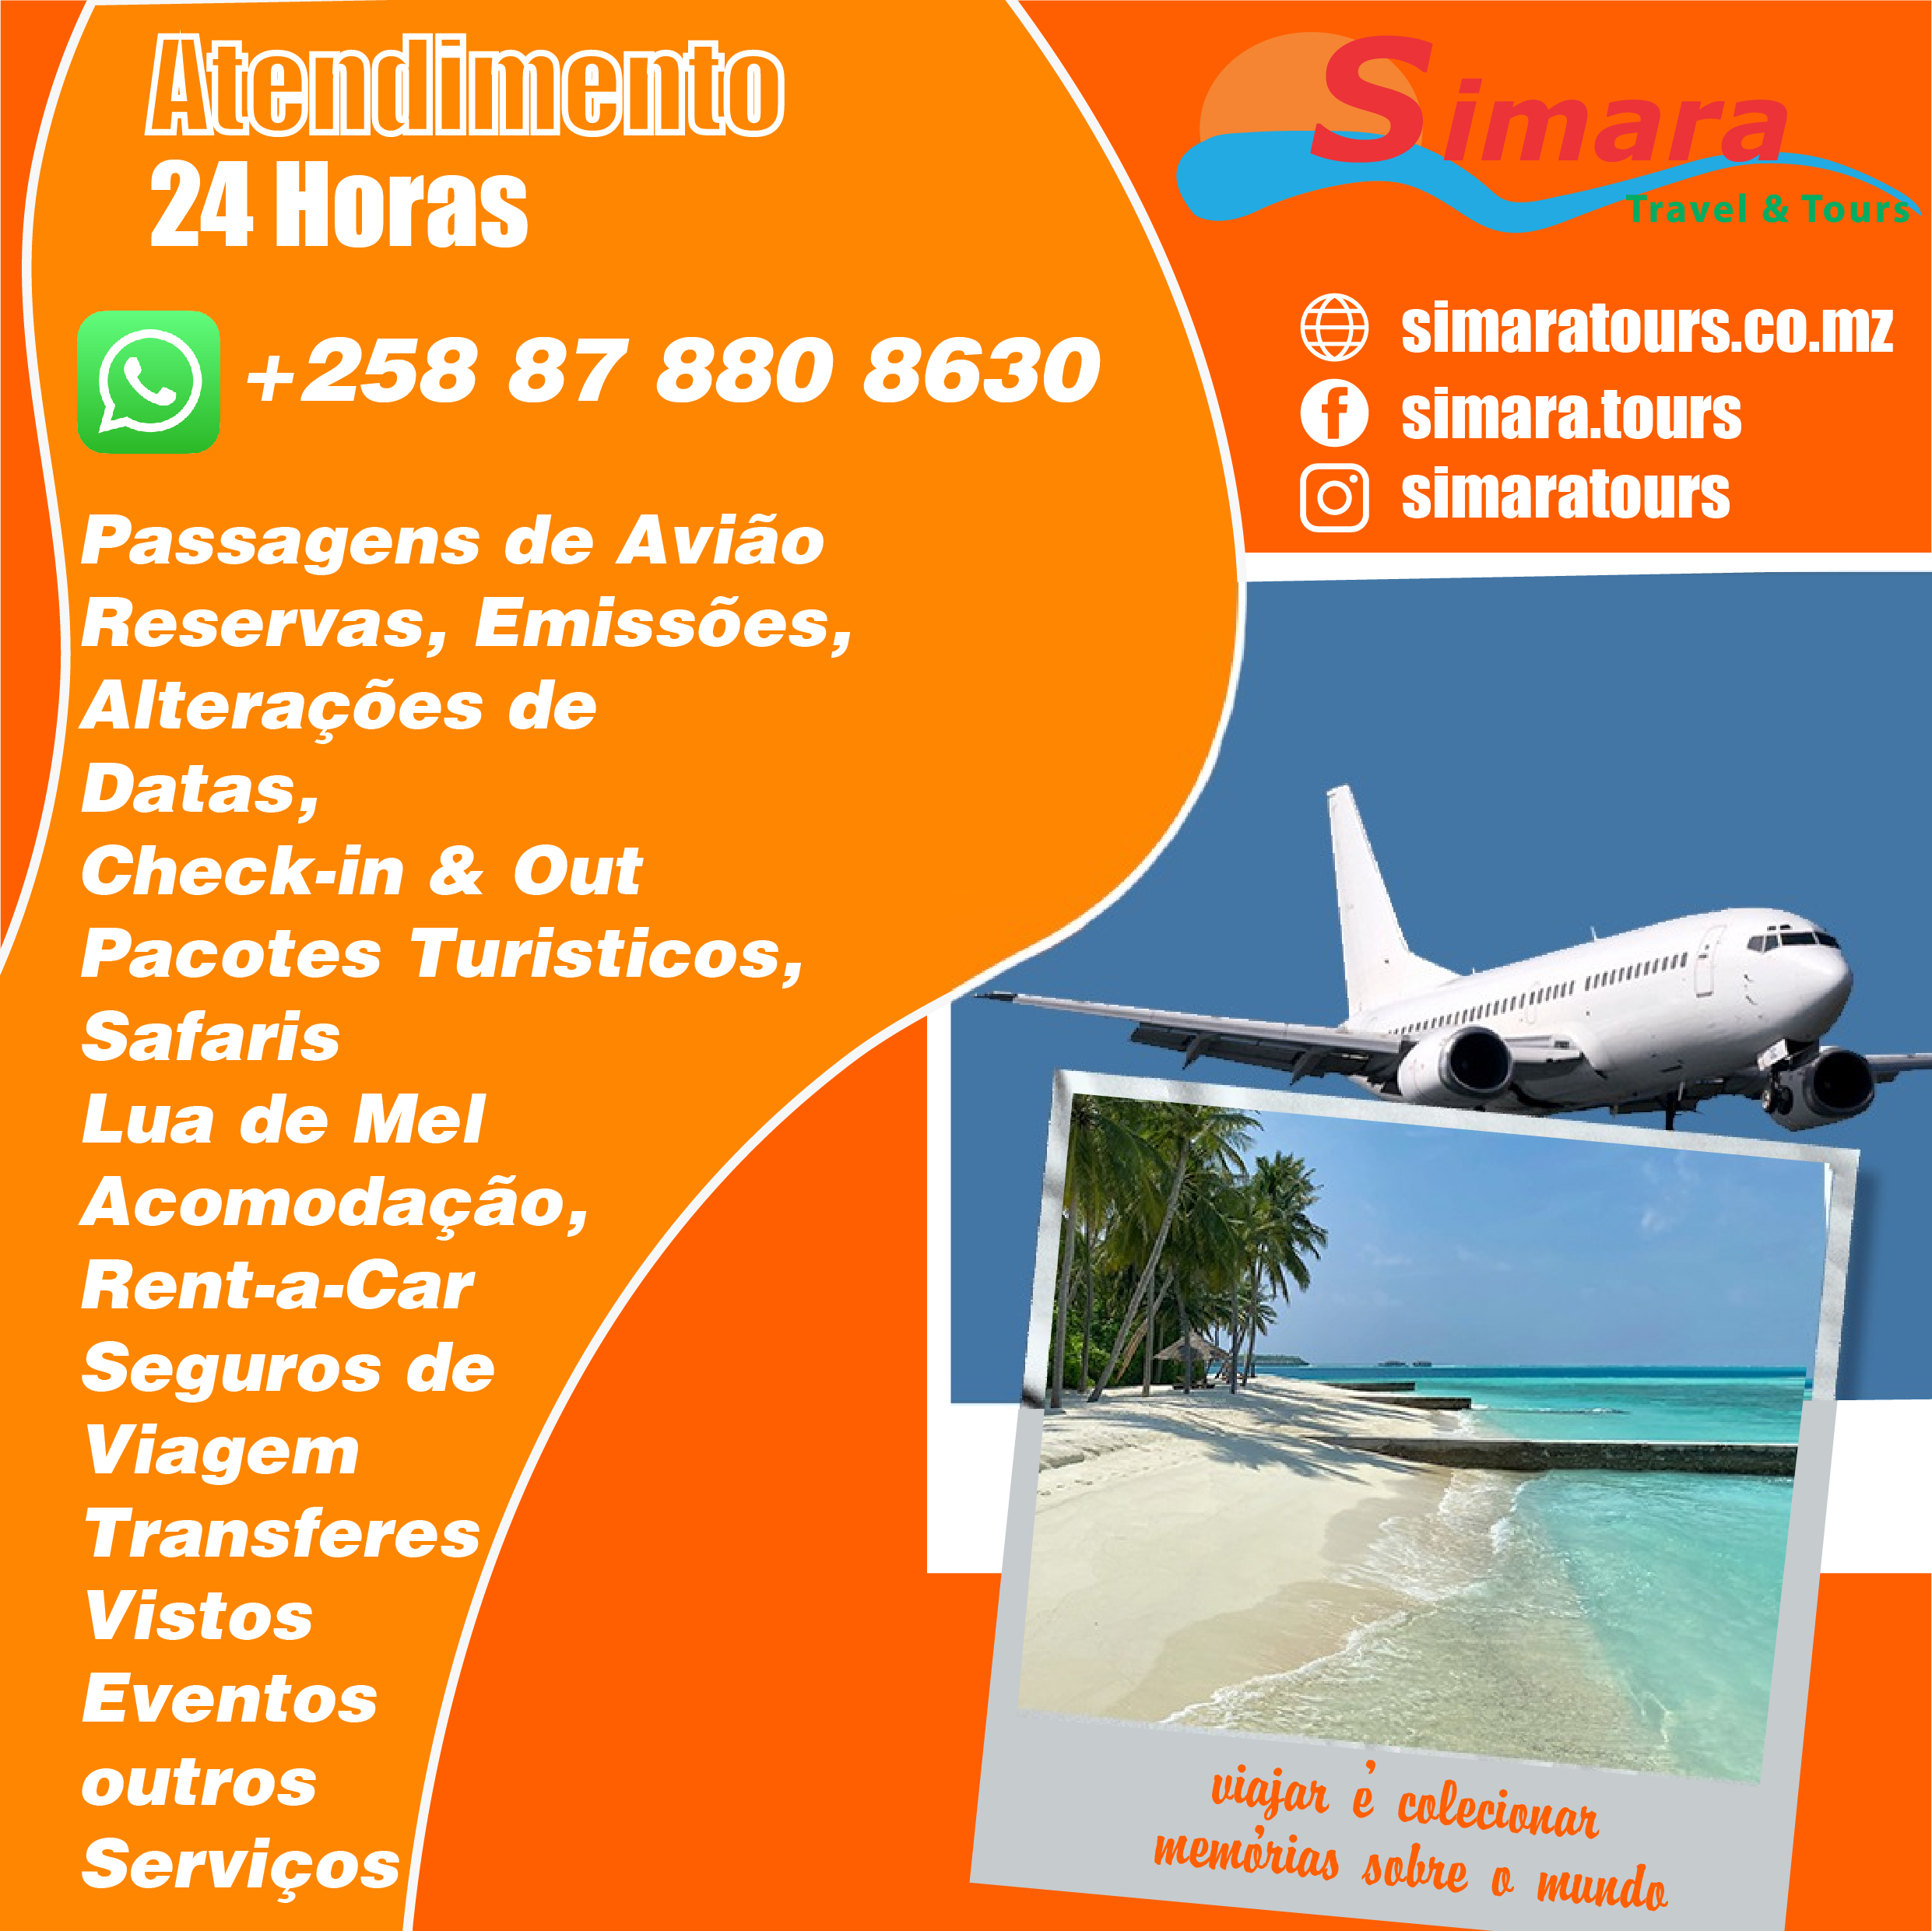 Atendimento
24 Horas
+258 87 880 8630
Passagens de Avião
Reservas, Emissões,
Alterações de
Datas,
Check-in & Out
Pacotes Turisticos,
Safaris
Lua de Mel
Acomodação,
Rent-a-Car
Seguros de
Viagem
Transferes
Vistos
Eventos
outros
Serviços
Simara
Travel & Tours
simaratours.co.mz
simara.tours
simaratours
viajar é colecionar
memórias sobre o mundo